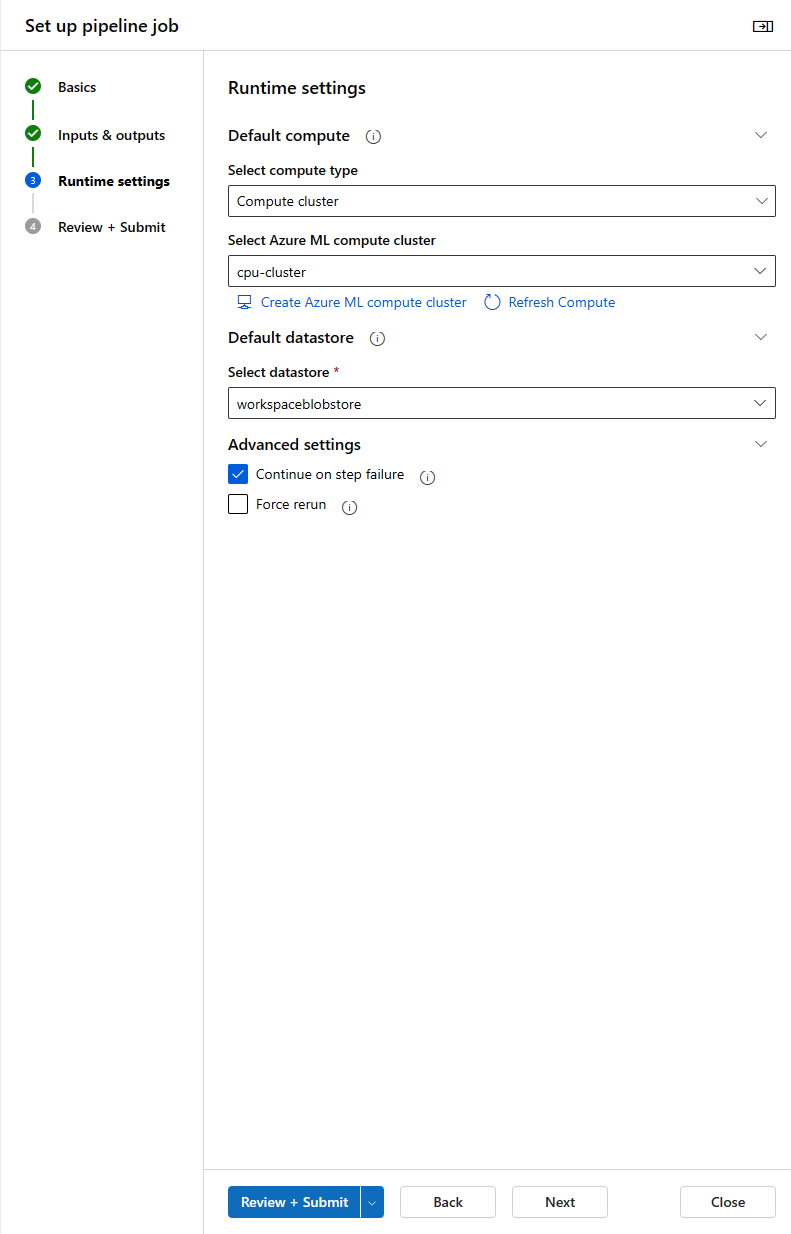 Set up pipeline job
Basics
Inputs & outputs
3 Runtime settings
4 Review + Submit
Runtime settings
Default compute
Select compute type
Compute cluster
Select Azure ML compute cluster
cpu-cluster
Create Azure ML compute cluster Refresh Compute
Default datastore
Select datastore *
workspaceblobstore
Advanced settings
Continue on step failure
Force rerun
Review + Submit Back Next Close